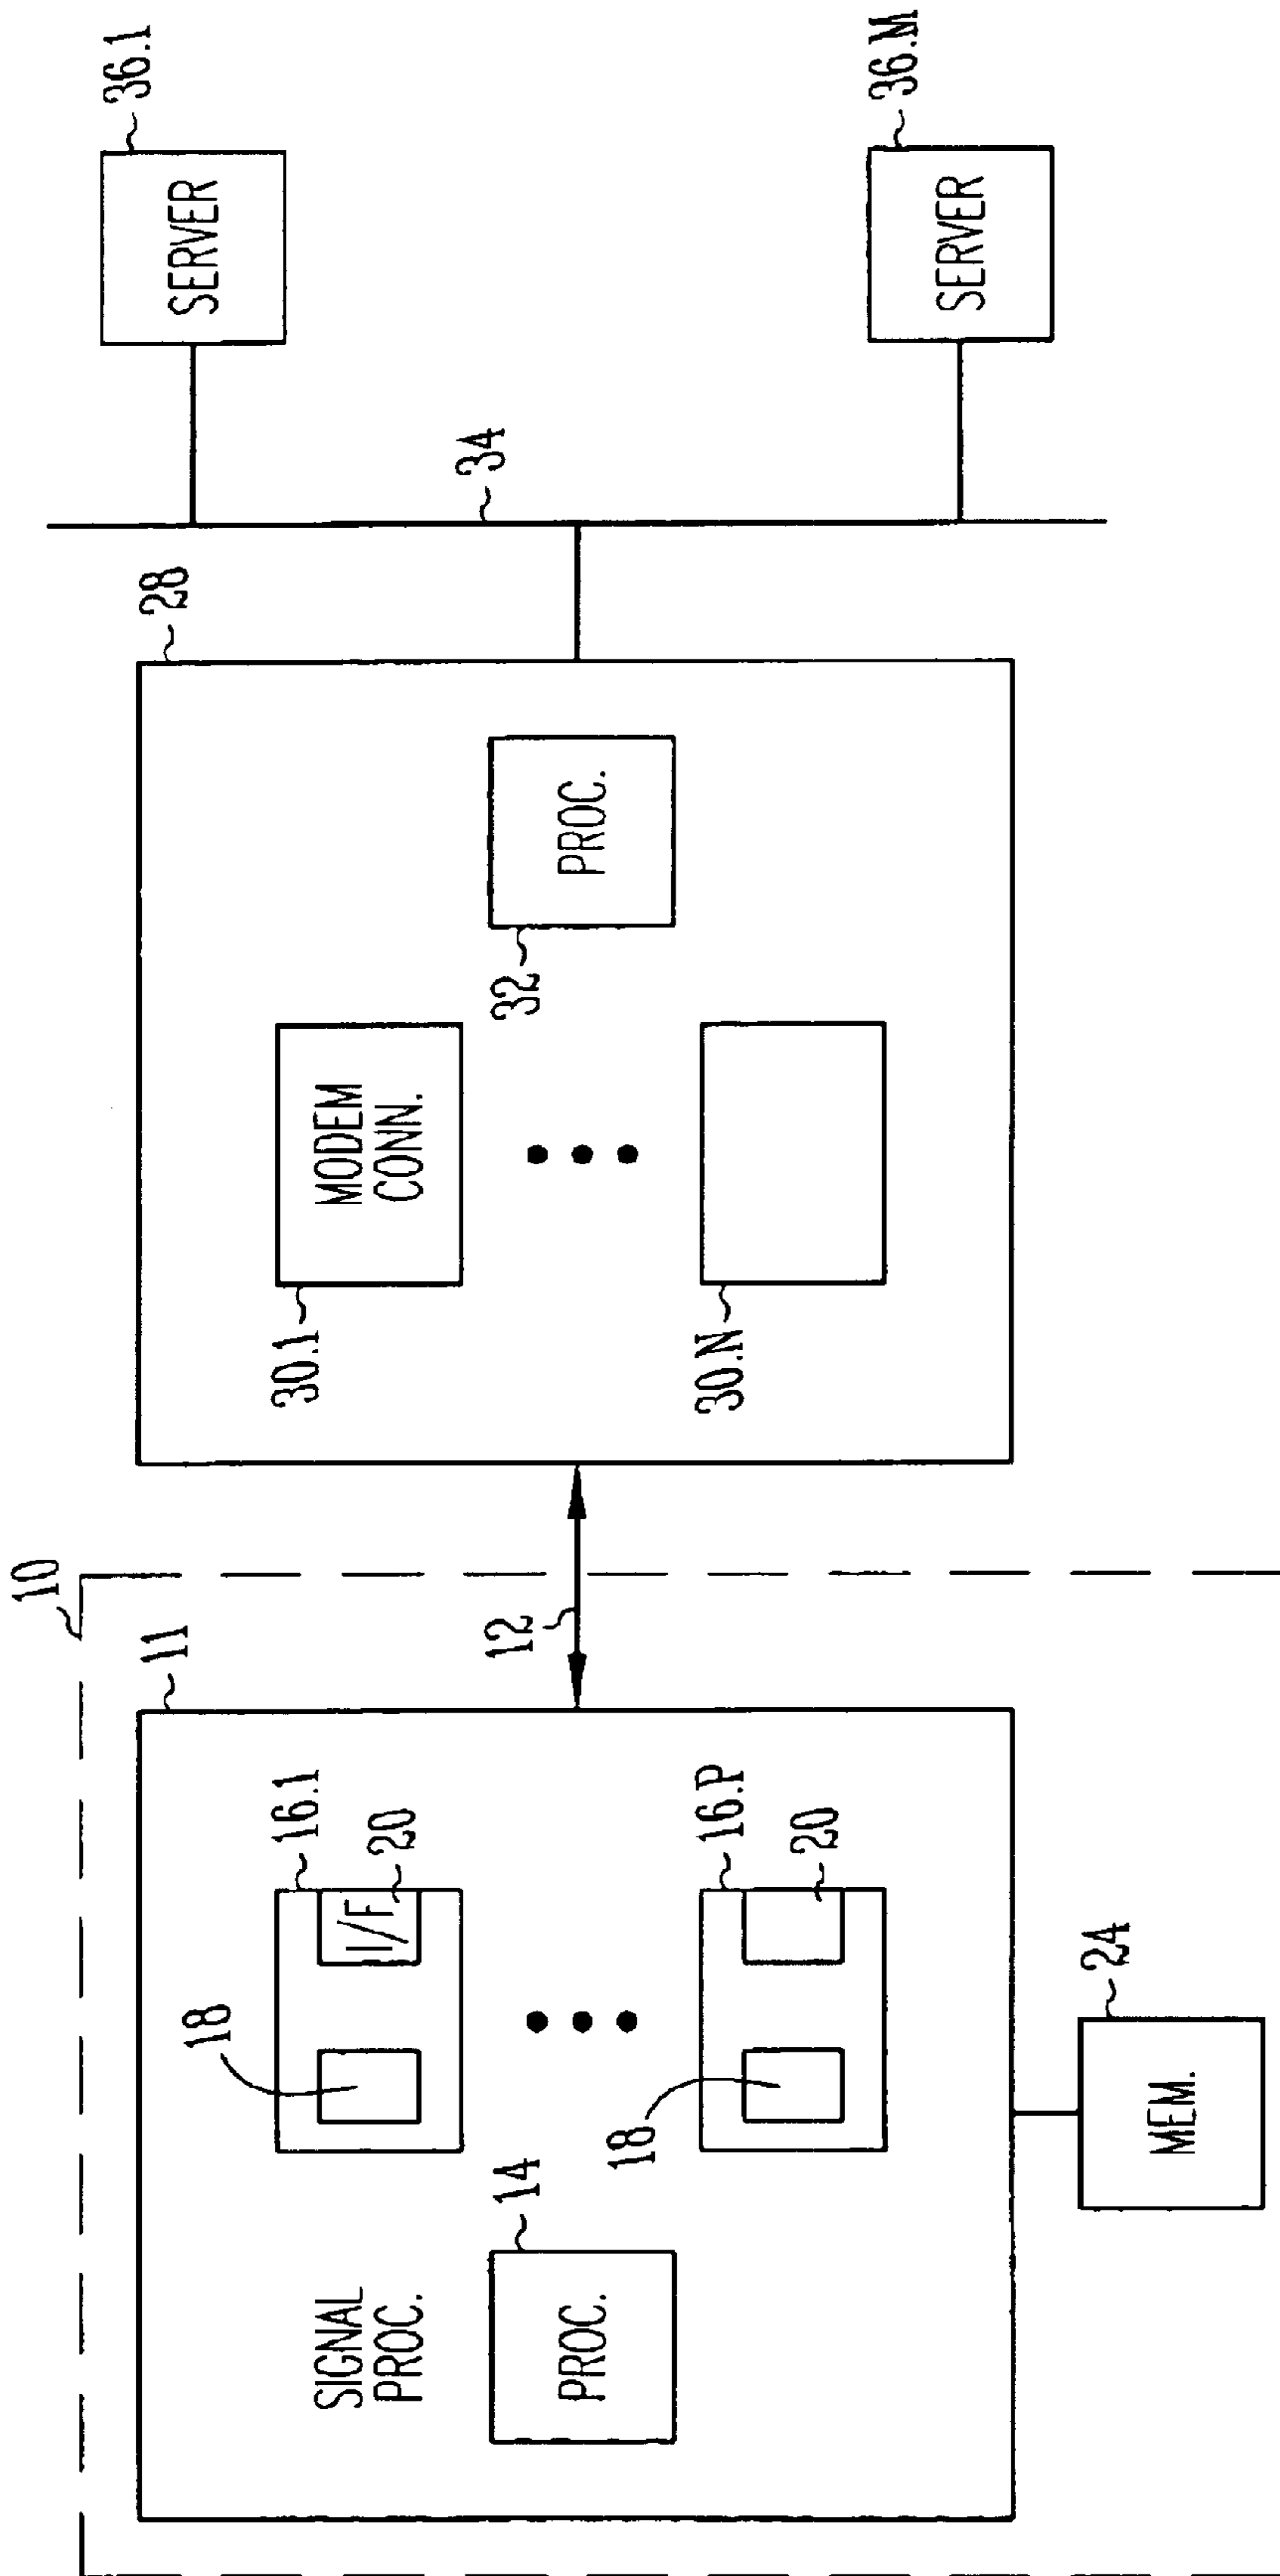 10
11
SIGNAL
PROC.
14
PROC.
18
16.1
I/F
20
18
16.P
20
24
MEM.
12
28
30.1
MODEM
CONN.
30.N
32
PROC.
34
36.1
SERVER
36.M
SERVER